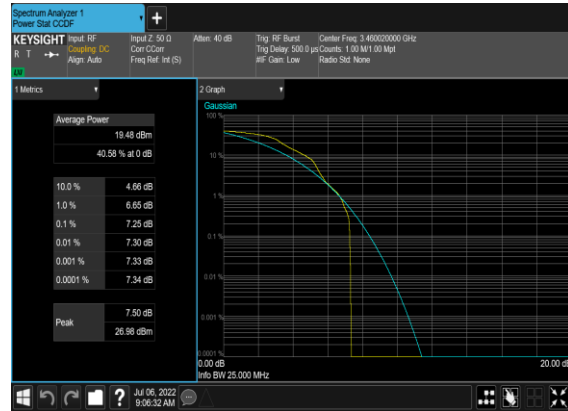 Spectrum Analyzer 1
Power Stat CCDF
KEYSIGHT
R T
LXI
Input: RF
Coupling: DC
Align: Auto
Input Z: 50 Ω
Corr CCorr
Freq Ref: Int (S)
Atten: 40 dB
Trig: RF Burst
Trig Delay: 500.0 µs
#IF Gain: Low
Center Freq: 3.460020000 GHz
Counts: 1.00 M/1.00 Mpt
Radio Std: None
1 Metrics
Average Power
19.48 dBm
40.58 % at 0 dB
10.0 % 4.66 dB
1.0 % 6.65 dB
0.1 % 7.25 dB
0.01 % 7.30 dB
0.001 % 7.33 dB
0.0001 % 7.34 dB
Peak
7.50 dB
26.98 dBm
2 Graph
Gaussian
100 %
10 %
1 %
0.1 %
0.01 %
0.001 %
0.0001 %
0.00 dB
20.00 dB
Info BW 25.000 MHz
Jul 06, 2022
9:06:32 AM